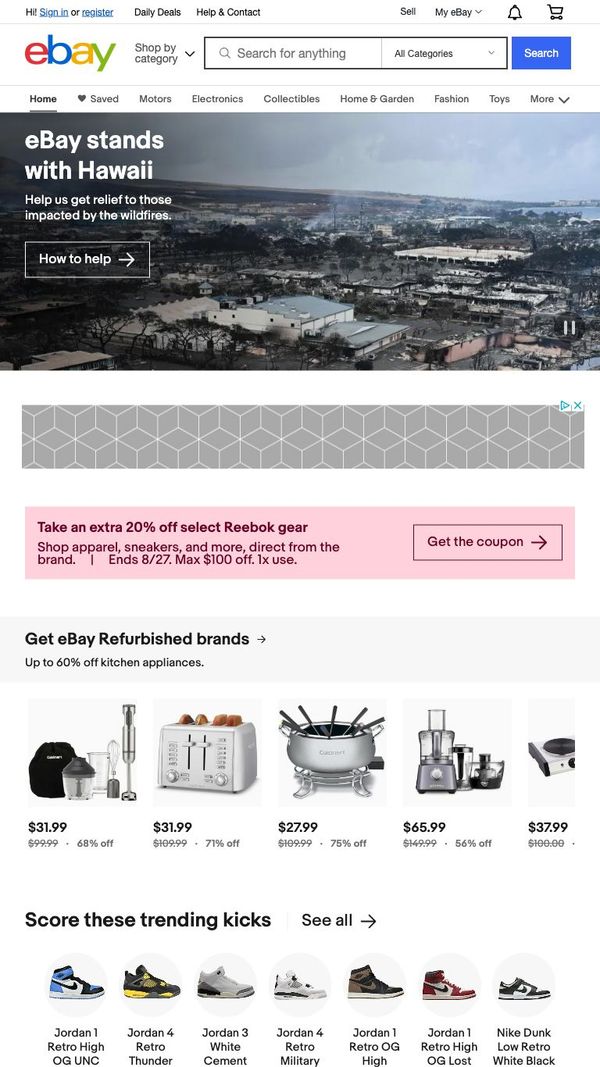 Hi! Sign in or register
Daily Deals
Help & Contact
Sell
My eBay
ebay
Shop by
category
Search for anything
All Categories
Search
Home
Saved
Motors
Electronics
Collectibles
Home & Garden
Fashion
Toys
More
eBay stands
with Hawaii
Help us get relief to those
impacted by the wildfires.
How to help
Take an extra 20% off select Reebok gear
Shop apparel, sneakers, and more, direct from the
brand. | Ends 8/27. Max $100 off. 1x use.
Get the coupon
Get eBay Refurbished brands
Up to 60% off kitchen appliances.
Cuisinart
Cuisinart
$31.99
$99.99 · 68% off
$31.99
$109.99 · 71% off
$27.99
$109.99 · 75% off
$65.99
$149.99 · 56% off
$37.99
$100.00 ·
Score these trending kicks
See all
Jordan 1
Retro High
OG UNC
Jordan 4
Retro
Thunder
Jordan 3
White
Cement
Jordan 4
Retro
Military
Jordan 1
Retro OG
High
Jordan 1
Retro High
OG Lost
Nike Dunk
Low Retro
White Black